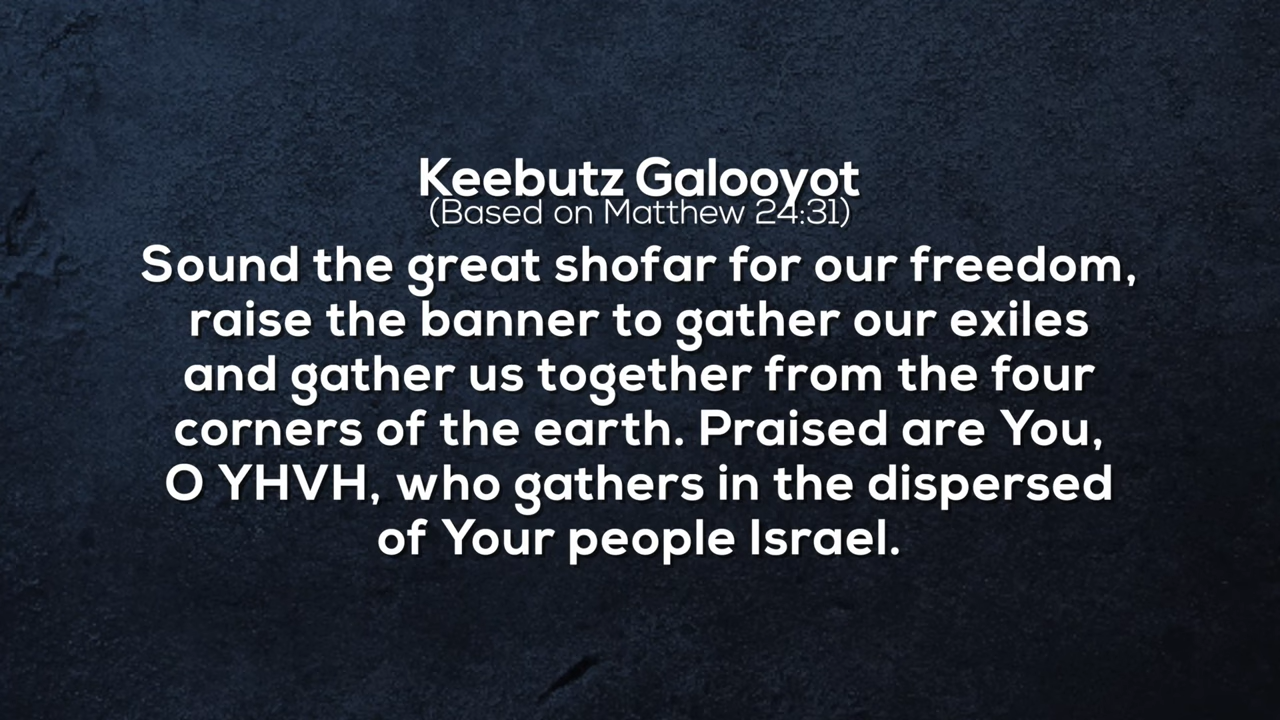 Keebutz Galooyot
(Based on Matthew 24:31)
Sound the great shofar for our freedom,
raise the banner to gather our exiles
and gather us together from the four
corners of the earth. Praised are You,
O YHVH, who gathers in the dispersed
of Your people Israel.